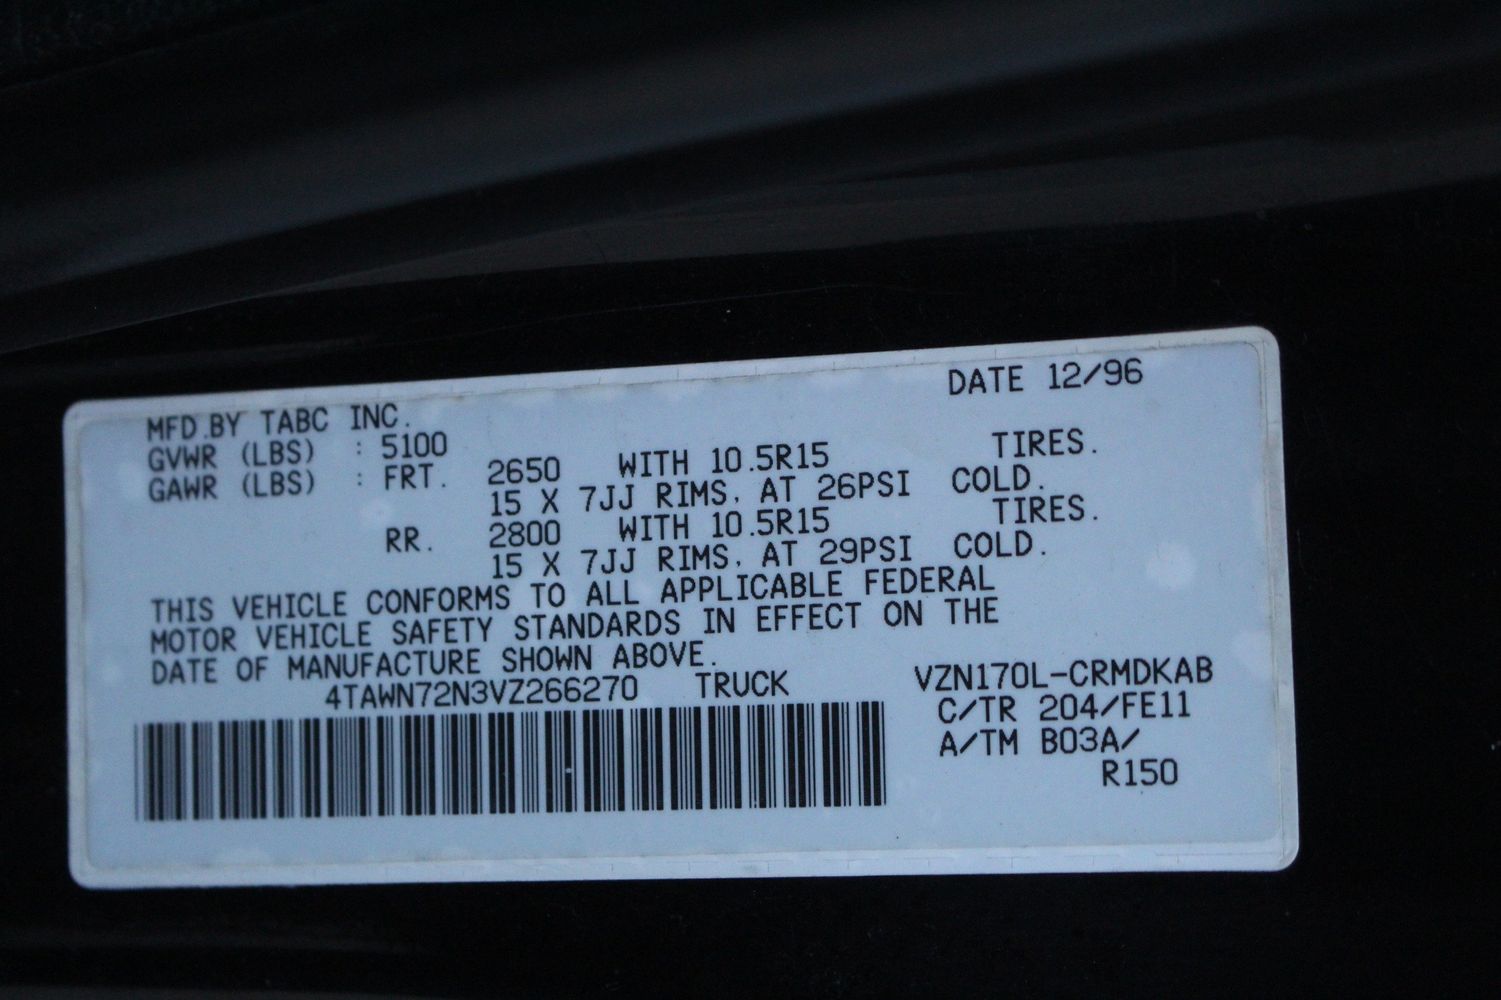 DATE 12/96
MFD.BY TABC INC.
GVWR (LBS) : 5100
GAWR (LBS) : FRT. 2650 WITH 10.5R15 TIRES.
15 X 7JJ RIMS, AT 26PSI COLD.
RR. 2800 WITH 10.5R15 TIRES.
15 X 7JJ RIMS, AT 29PSI COLD.
THIS VEHICLE CONFORMS TO ALL APPLICABLE FEDERAL
MOTOR VEHICLE SAFETY STANDARDS IN EFFECT ON THE
DATE OF MANUFACTURE SHOWN ABOVE.
4TAWN72N3VZ266270 TRUCK VZN170L-CRMDKAB
C/TR 204/FE11
A/TM B03A/
R150